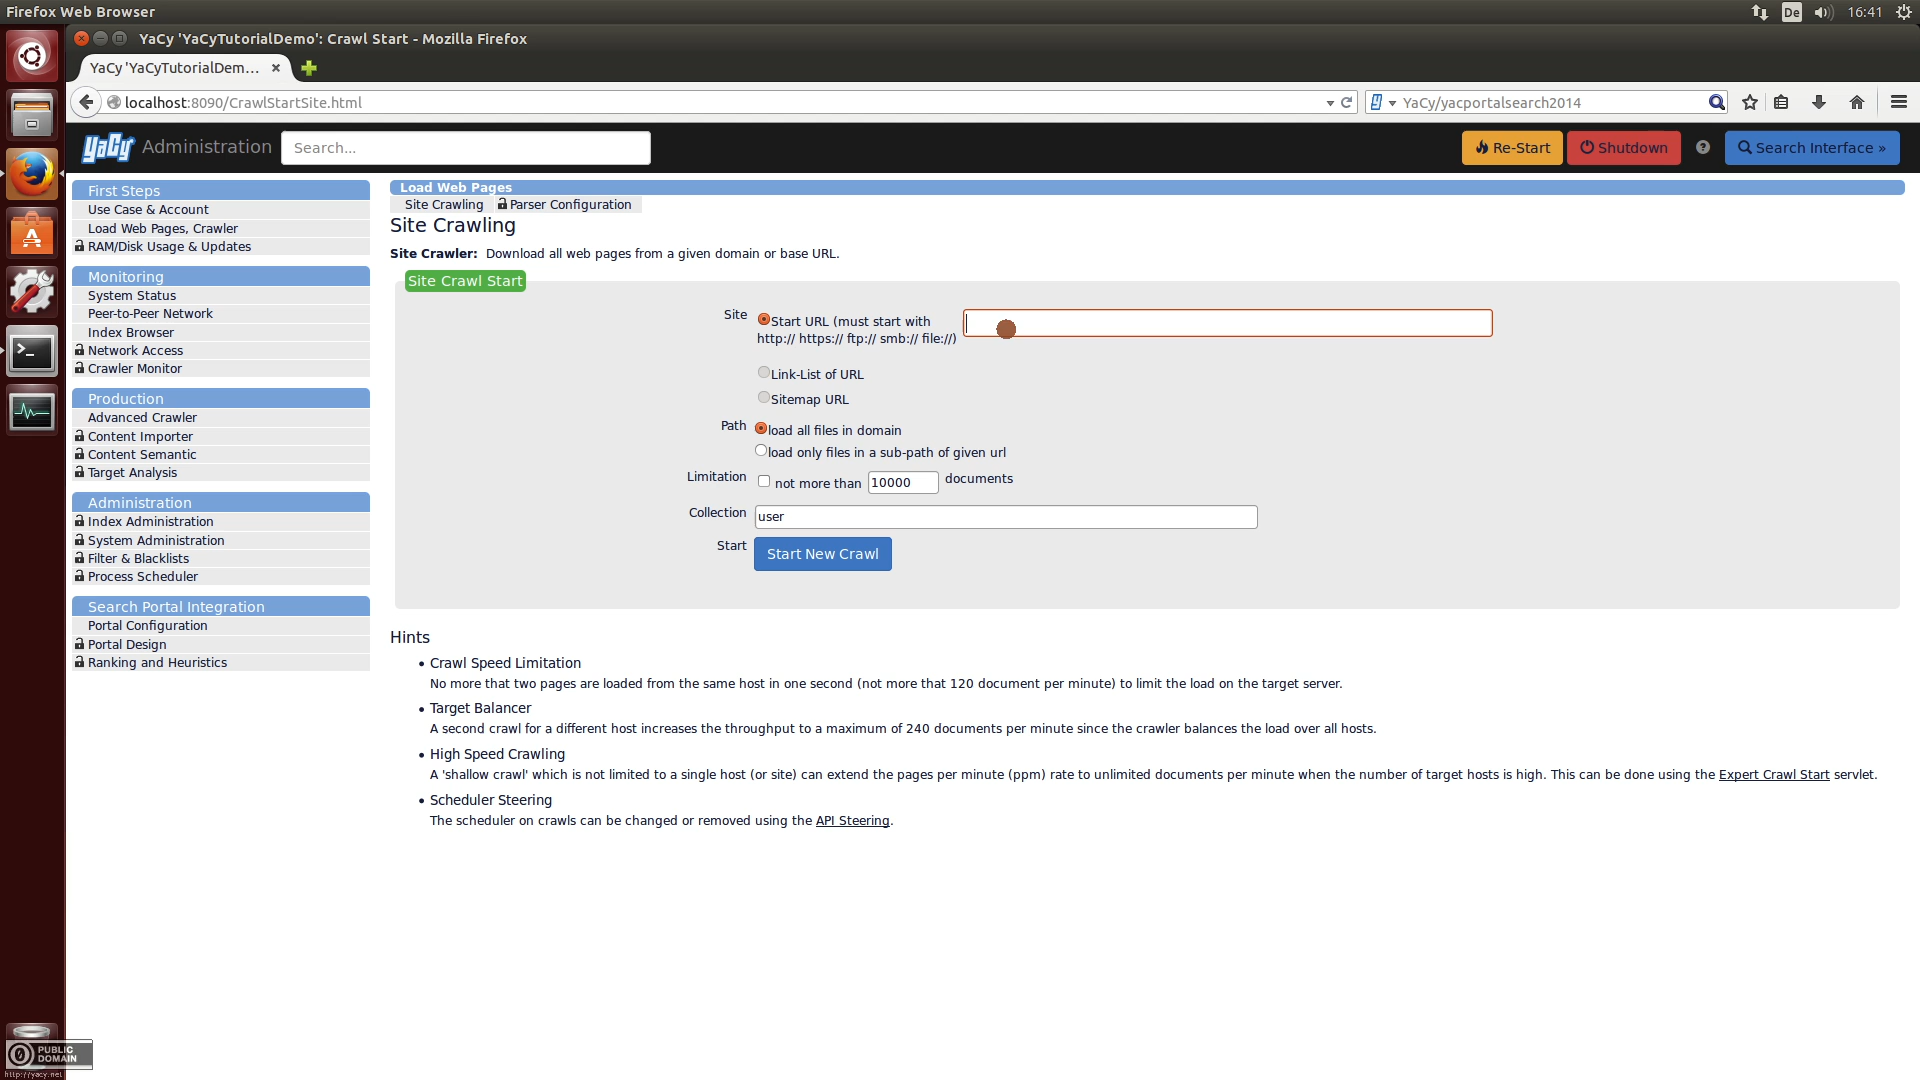 Firefox Web Browser
De
16:41
YaCy 'YaCyTutorialDemo': Crawl Start - Mozilla Firefox
YaCy 'YaCyTutorialDem...
localhost:8090/CrawlStartSite.html
YaCy/yacportalsearch2014
YaCy Administration
Search...
Re-Start
Shutdown
Search Interface »
First Steps
Use Case & Account
Load Web Pages, Crawler
RAM/Disk Usage & Updates
Monitoring
System Status
Peer-to-Peer Network
Index Browser
Network Access
Crawler Monitor
Production
Advanced Crawler
Content Importer
Content Semantic
Target Analysis
Administration
Index Administration
System Administration
Filter & Blacklists
Process Scheduler
Search Portal Integration
Portal Configuration
Portal Design
Ranking and Heuristics
Load Web Pages
Site Crawling
Parser Configuration
Site Crawling
Site Crawler: Download all web pages from a given domain or base URL.
Site Crawl Start
Site
Start URL (must start with
http:// https:// ftp:// smb:// file://)
Link-List of URL
Sitemap URL
Path
load all files in domain
load only files in a sub-path of given url
Limitation
not more than 10000 documents
Collection
user
Start
Start New Crawl
Hints
• Crawl Speed Limitation
No more that two pages are loaded from the same host in one second (not more that 120 document per minute) to limit the load on the target server.
• Target Balancer
A second crawl for a different host increases the throughput to a maximum of 240 documents per minute since the crawler balances the load over all hosts.
• High Speed Crawling
A 'shallow crawl' which is not limited to a single host (or site) can extend the pages per minute (ppm) rate to unlimited documents per minute when the number of target hosts is high. This can be done using the Expert Crawl Start servlet.
• Scheduler Steering
The scheduler on crawls can be changed or removed using the API Steering.
PUBLIC
DOMAIN
http://yacy.net